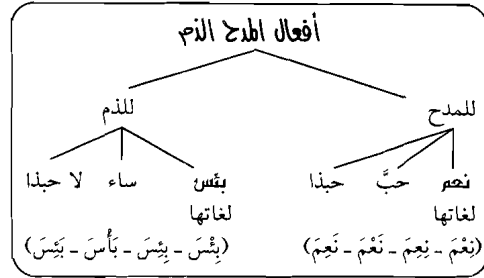 أفعال المدح الذم
للمدح للذم
نعم حبَّ حبذا بئس ساء لا حبذا
لغاتها لغاتها
(نِعْمَ - نِعِمَ - نَعْمَ - نَعِمَ) (بِئْسَ - بِئِسَ - بَأْسَ - بَئِسَ)